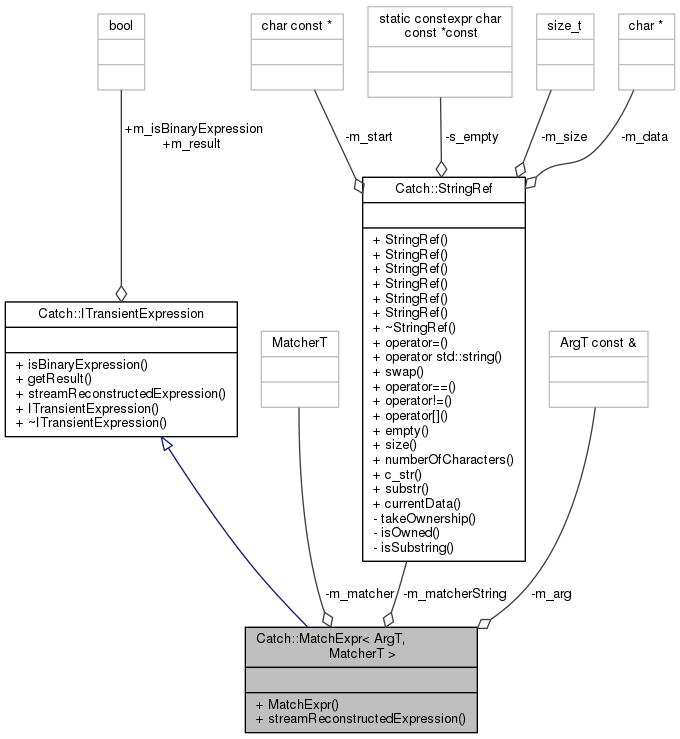 bool
char const *
static constexpr char
const *const
size_t
char *
+m_isBinaryExpression
+m_result
-m_start
-s_empty
-m_size
-m_data
Catch::StringRef
+ StringRef()
+ StringRef()
+ StringRef()
+ StringRef()
+ StringRef()
+ StringRef()
+ ~StringRef()
+ operator=()
+ operator std::string()
+ swap()
+ operator==()
+ operator!=()
+ operator[]()
+ empty()
+ size()
+ numberOfCharacters()
+ c_str()
+ substr()
+ currentData()
- takeOwnership()
- isOwned()
- isSubstring()
Catch::ITransientExpression
+ isBinaryExpression()
+ getResult()
+ streamReconstructedExpression()
+ ITransientExpression()
+ ~ITransientExpression()
MatcherT
ArgT const &
-m_matcher
-m_matcherString
-m_arg
Catch::MatchExpr< ArgT,
MatcherT >
+ MatchExpr()
+ streamReconstructedExpression()